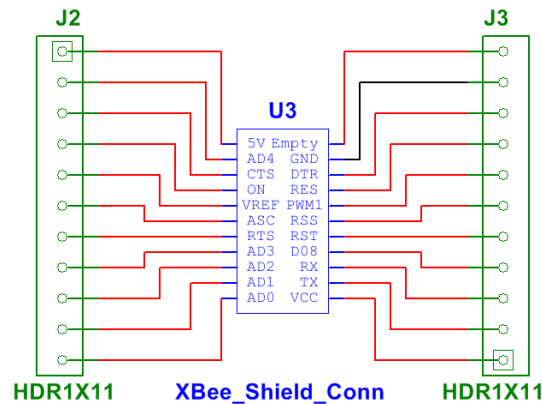 J2
J3
U3
5V Empty
AD4 GND
CTS DTR
ON RES
VREF PWM1
ASC RSS
RTS RST
AD3 D08
AD2 RX
AD1 TX
AD0 VCC
HDR1X11 XBee_Shield_Conn HDR1X11